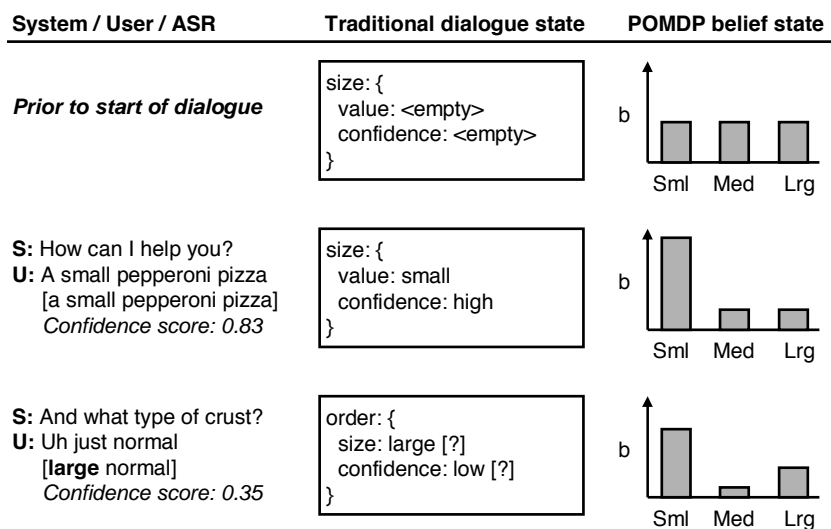 System / User / ASR Traditional dialogue state POMDP belief state
Prior to start of dialogue
size: {
value: <empty>
confidence: <empty>
}
b
Sml Med Lrg
S: How can I help you?
U: A small pepperoni pizza
[a small pepperoni pizza]
Confidence score: 0.83
size: {
value: small
confidence: high
}
b
Sml Med Lrg
S: And what type of crust?
U: Uh just normal
[large normal]
Confidence score: 0.35
order: {
size: large [?]
confidence: low [?]
}
b
Sml Med Lrg